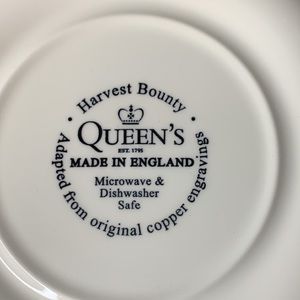 Harvest Bounty
QUEEN'S
EST. 1795
MADE IN ENGLAND
Microwave &
Dishwasher
Safe
Adapted from original copper engravings